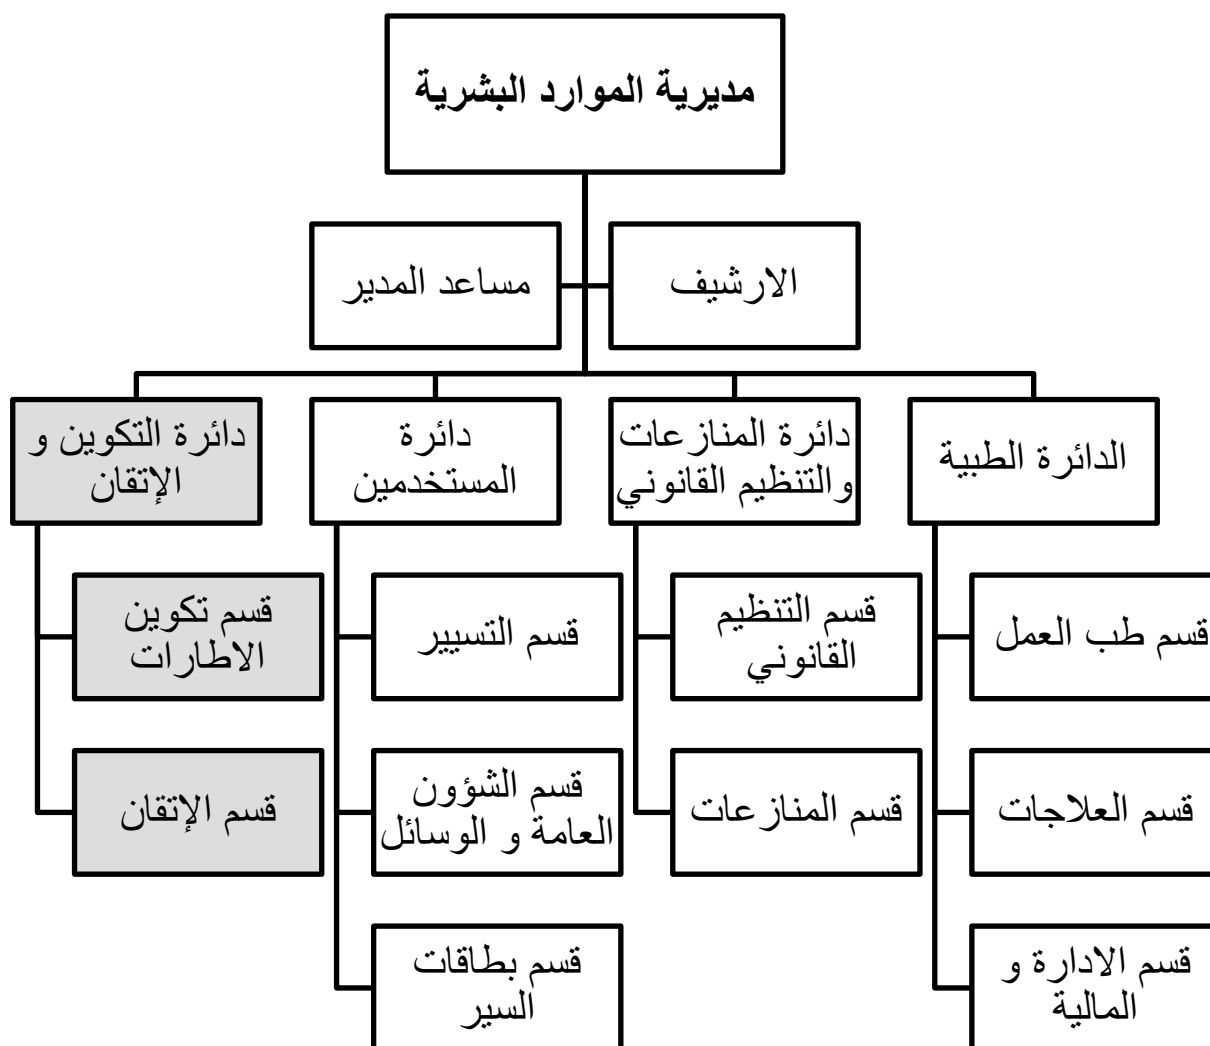 مديرية الموارد البشرية
الارشيف
مساعد المدير
الدائرة الطبية
دائرة المنازعات
والتنظيم القانوني
دائرة
المستخدمين
دائرة التكوين و
الإتقان
قسم طب العمل
قسم التنظيم
القانوني
قسم التسيير
قسم تكوين
الاطارات
قسم العلاجات
قسم المنازعات
قسم الشؤون
العامة و الوسائل
قسم الإتقان
قسم الادارة و
المالية
قسم بطاقات
السير